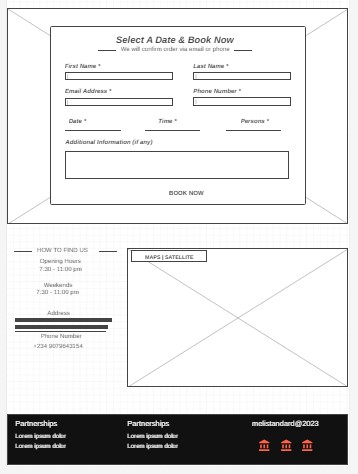 Select A Date & Book Now
We will confirm order via email or phone
First Name *
Last Name *
Email Address *
Phone Number *
Date *
Time *
Persons *
Additional Information (if any)
BOOK NOW
HOW TO FIND US
Opening Hours
7:30 - 11:00 pm
Weekends
7:30 - 11:00 pm
Address
Phone Number
+234 9079643154
MAPS | SATELLITE
Partnerships
Lorem ipsum dolor
Lorem ipsum dolor
Partnerships
Lorem ipsum dolor
Lorem ipsum dolor
melistandard@2023